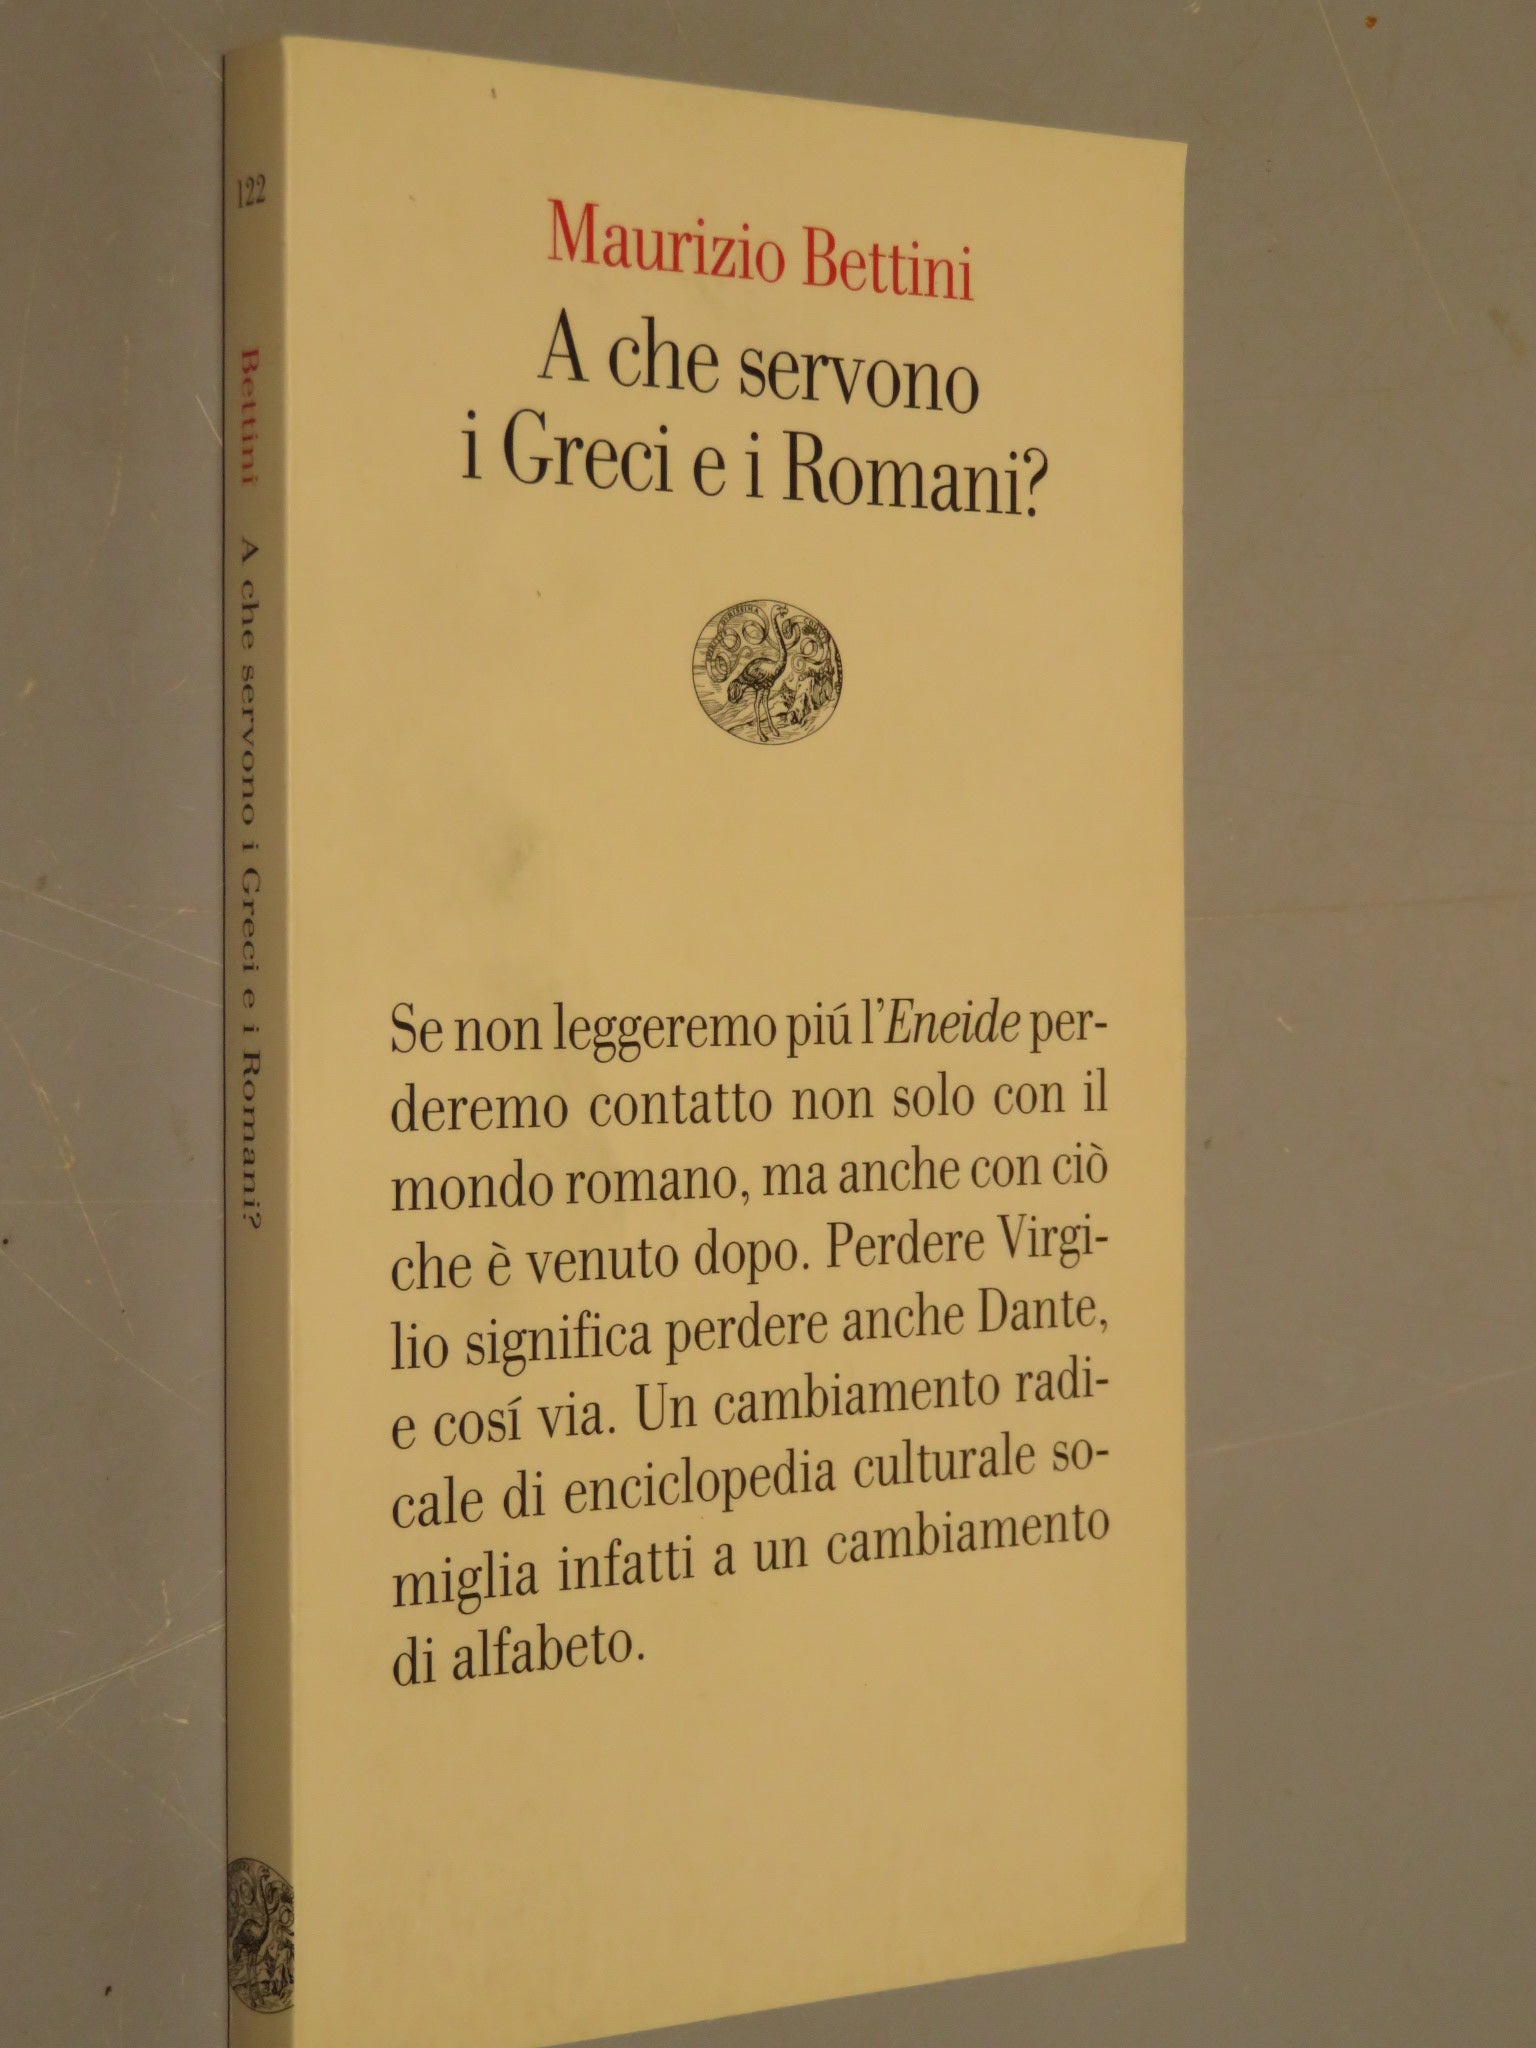 122
Bettini A che servono i Greci e i Romani?
Maurizio Bettini
A che servono
i Greci e i Romani?
Se non leggeremo piú l'Eneide per-
deremo contatto non solo con il
mondo romano, ma anche con ciò
che è venuto dopo. Perdere Virgi-
lio significa perdere anche Dante,
e cosí via. Un cambiamento radi-
cale di enciclopedia culturale so-
miglia infatti a un cambiamento
di alfabeto.